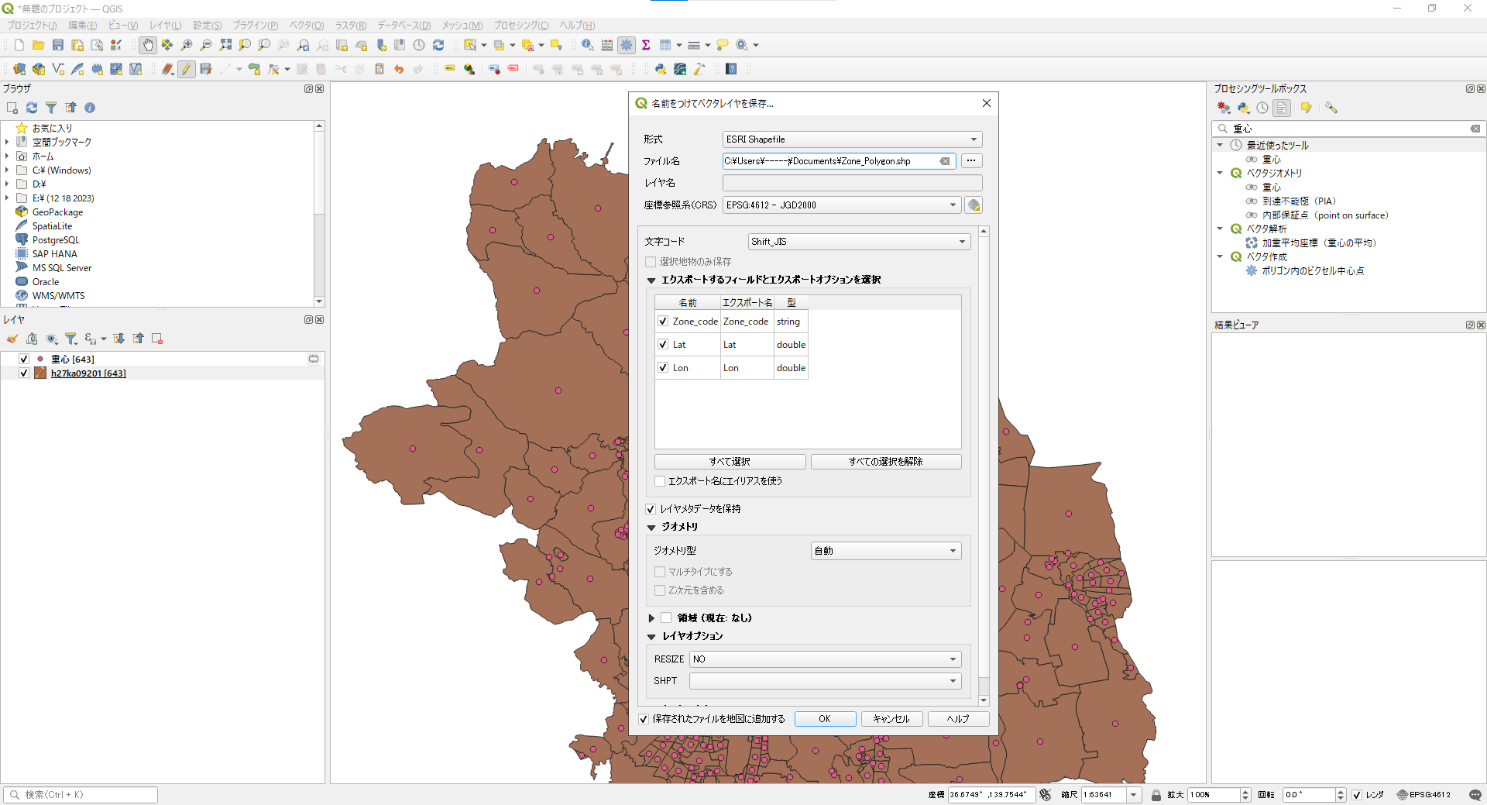 *無題のプロジェクト — QGIS
プロジェクト(J) 編集(E) ビュー(V) レイヤ(L) 設定(S) プラグイン(P) ベクタ(O) ラスタ(R) データベース(D) メッシュ(M) プロセシング(C) ヘルプ(H)
ブラウザ
お気に入り
空間ブックマーク
ホーム
C:¥ (Windows)
D:¥
E:¥ (12 18 2023)
GeoPackage
SpatiaLite
PostgreSQL
SAP HANA
MS SQL Server
Oracle
WMS/WMTS
レイヤ
重心 [643]
h27ka09201 [643]
検索(Ctrl + K)
名前をつけてベクタレイヤを保存...
形式 ESRI Shapefile
ファイル名 C:¥Users¥-----¥Documents¥Zone_Polygon.shp ...
レイヤ名
座標参照系(CRS) EPSG:4612 - JGD2000
文字コード Shift_JIS
選択地物のみ保存
エクスポートするフィールドとエクスポートオプションを選択
名前 エクスポート名 型
Zone_code Zone_code string
Lat Lat double
Lon Lon double
すべて選択 すべての選択を解除
エクスポート名にエイリアスを使う
レイヤメタデータを保持
ジオメトリ
ジオメトリ型 自動
マルチタイプにする
Z次元を含める
領域 (現在: なし)
レイヤオプション
RESIZE NO
SHPT
保存されたファイルを地図に追加する OK キャンセル ヘルプ
プロセシングツールボックス
重心
最近使ったツール
重心
ベクタジオメトリ
重心
到達不能極（PIA）
内部保証点（point on surface）
ベクタ解析
加重平均座標（重心の平均）
ベクタ作成
ポリゴン内のピクセル中心点
結果ビューア
座標 36.6749° ,139.7544° 縮尺 1:63641 拡大 100% 回転 0.0 ° レンダ EPSG:4612